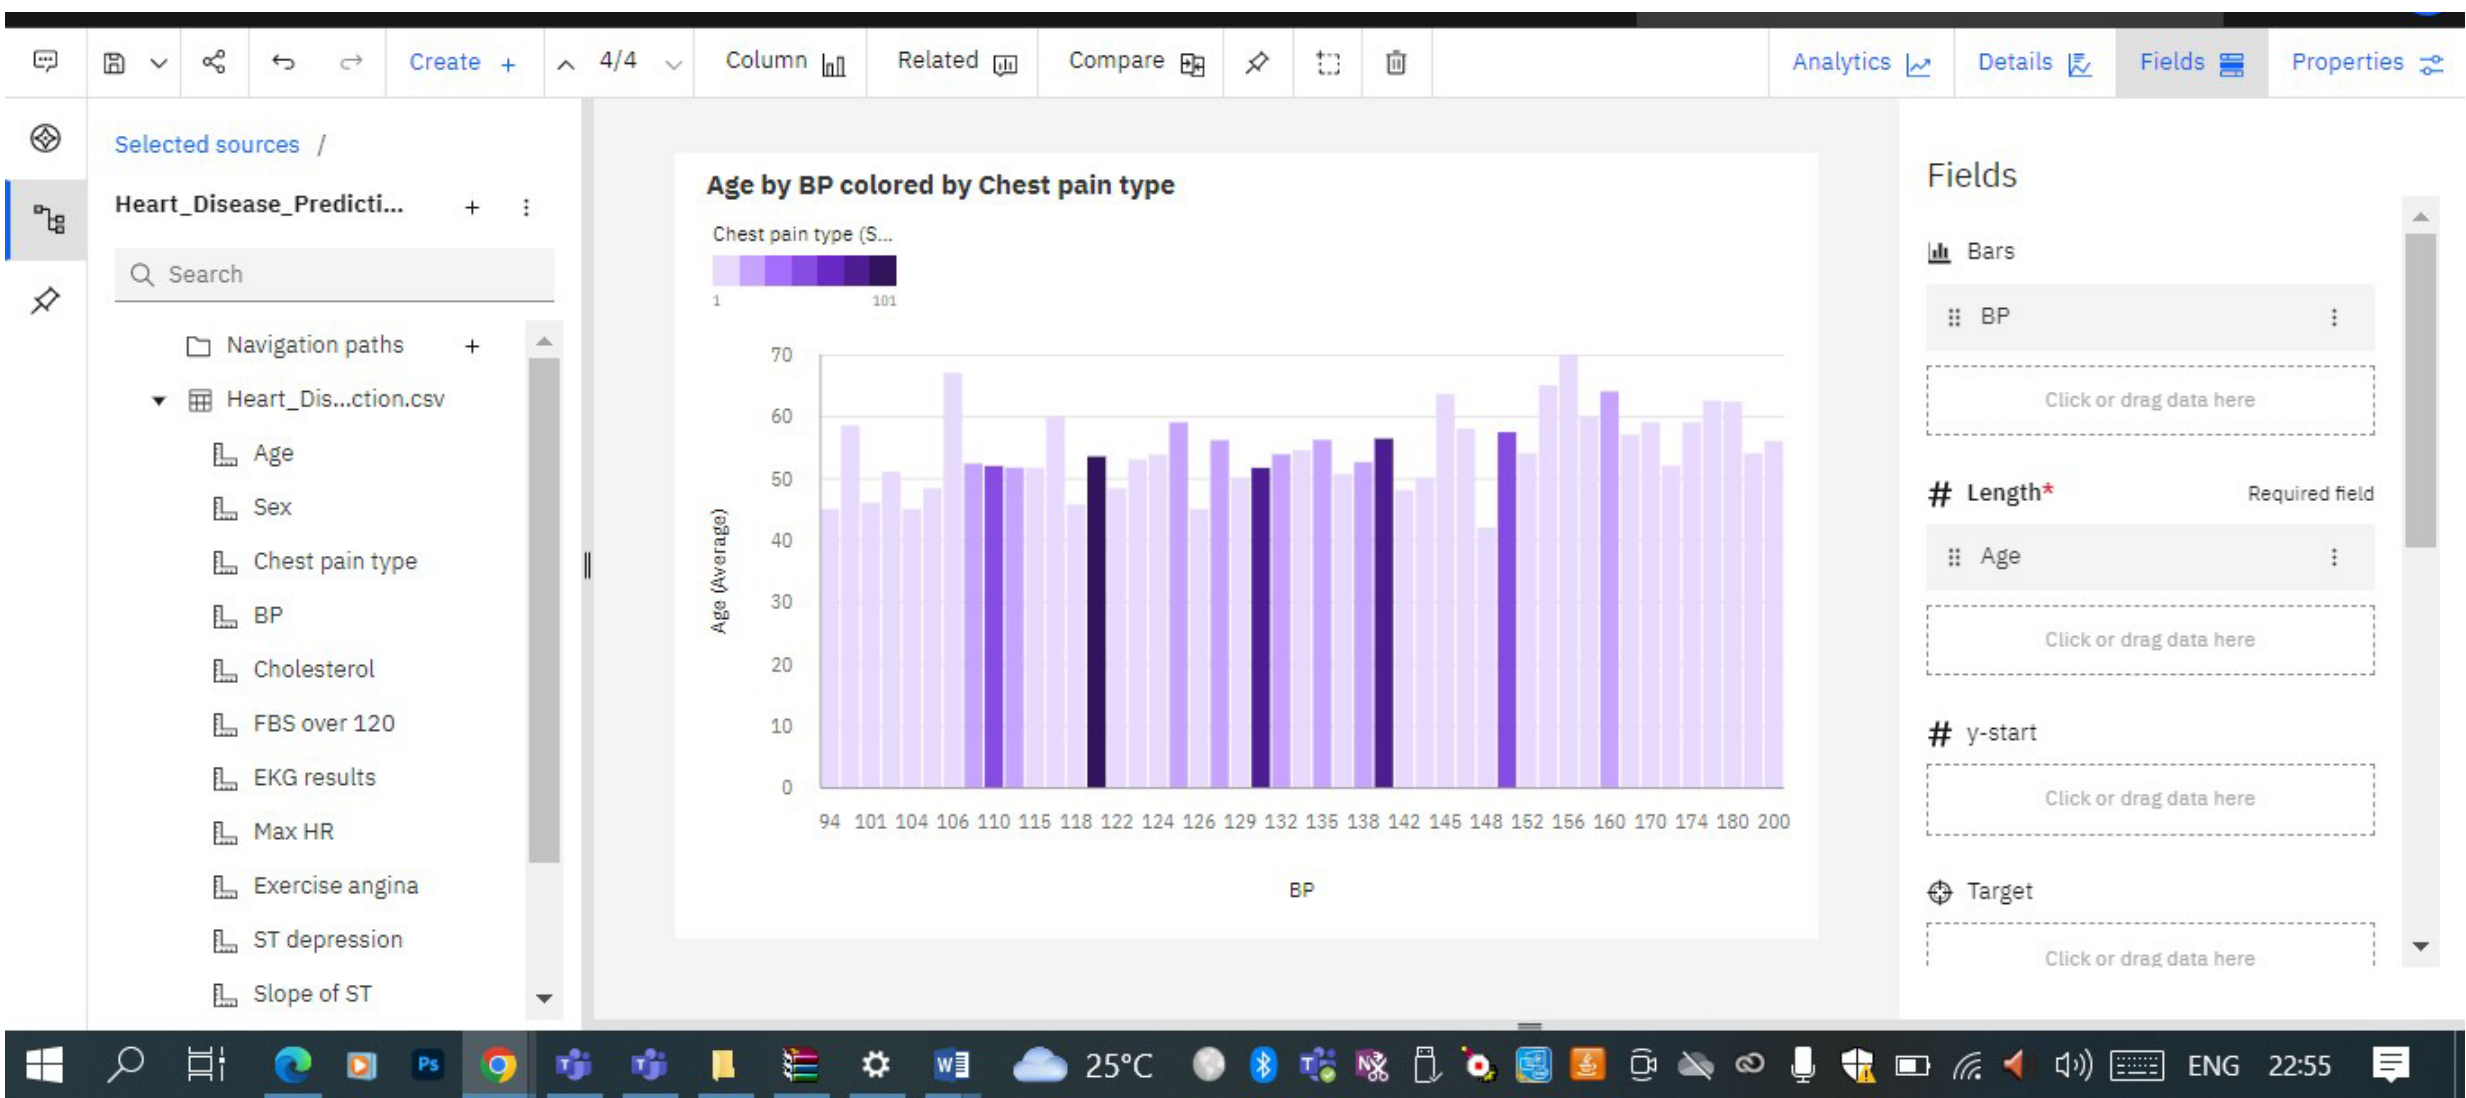 Create +
4/4
Column
Related
Compare
Analytics
Details
Fields
Properties
Selected sources /
Heart_Disease_Predicti... +
Search
Navigation paths +
Heart_Dis...ction.csv
Age
Sex
Chest pain type
BP
Cholesterol
FBS over 120
EKG results
Max HR
Exercise angina
ST depression
Slope of ST
Age by BP colored by Chest pain type
Chest pain type (S...
1 101
70
60
50
40
30
20
10
0
Age (Average)
94 101 104 106 110 115 118 122 124 126 129 132 135 138 142 145 148 152 156 160 170 174 180 200
BP
Fields
Bars
BP
Click or drag data here
# Length* Required field
Age
Click or drag data here
# y-start
Click or drag data here
Target
Click or drag data here
Ps
25°C
ENG
22:55